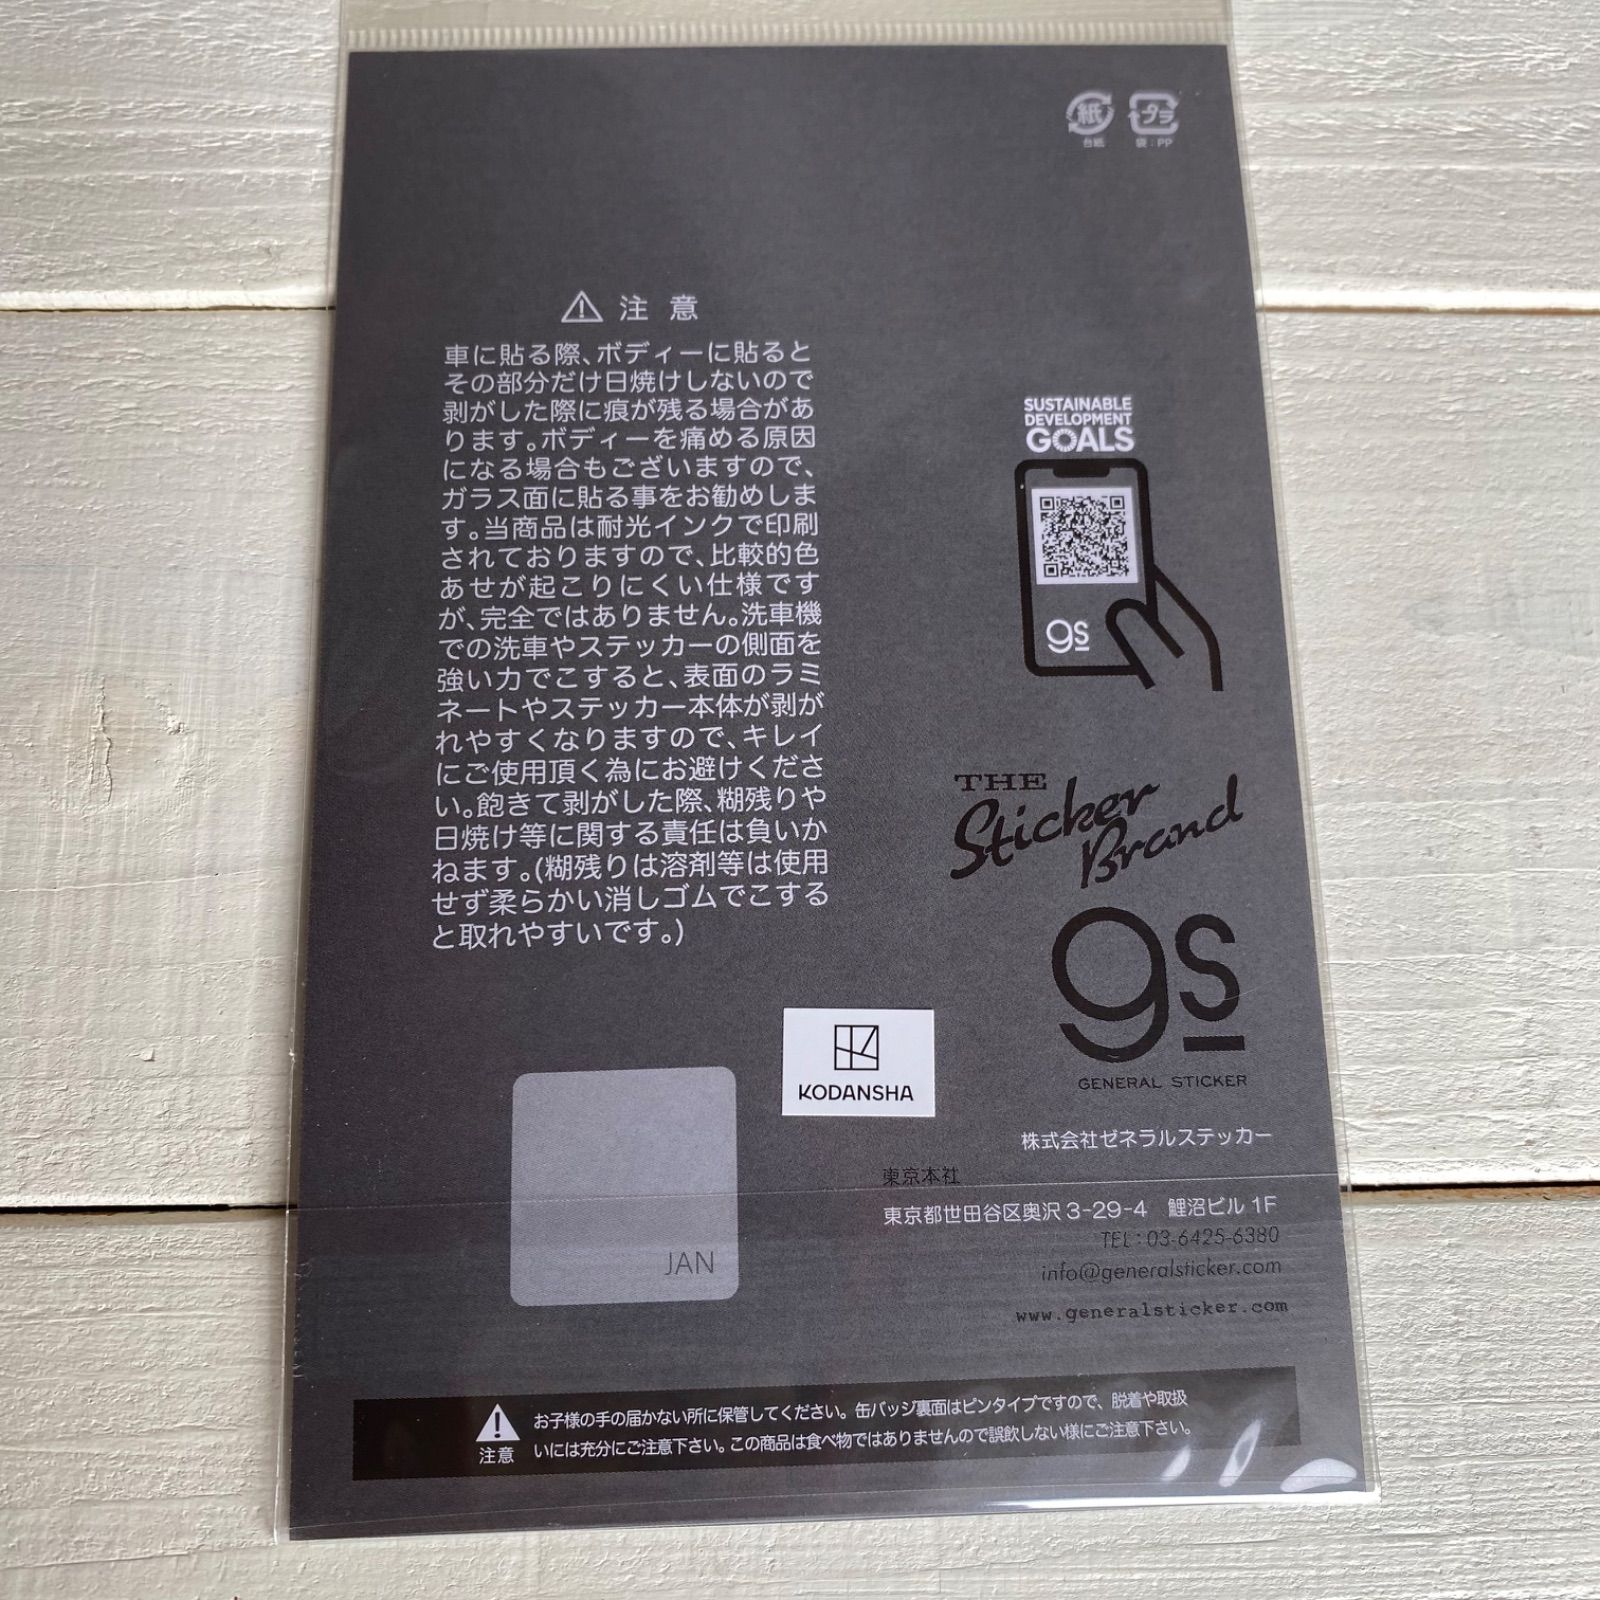 紙
プラ
台紙
袋：PP
⚠ 注 意
車に貼る際、ボディーに貼ると
その部分だけ日焼けしないので
剥がした際に痕が残る場合があ
ります。ボディーを痛める原因
になる場合もございますので、
ガラス面に貼る事をお勧めしま
す。当商品は耐光インクで印刷
されておりますので、比較的色
あせが起こりにくい仕様です
が、完全ではありません。洗車機
での洗車やステッカーの側面を
強い力でこすると、表面のラミ
ネートやステッカー本体が剥が
れやすくなりますので、キレイ
にご使用頂く為にお避けくださ
い。飽きて剥がした際、糊残りや
日焼け等に関する責任は負いか
ねます。(糊残りは溶剤等は使用
せず柔らかい消しゴムでこする
と取れやすいです。)
SUSTAINABLE
DEVELOPMENT
GOALS
gs
THE
Sticker
Brand
gs
GENERAL STICKER
KODANSHA
JAN
株式会社ゼネラルステッカー
東京本社
東京都世田谷区奥沢 3-29-4　鯉沼ビル 1F
TEL : 03-6425-6380
info@generalsticker.com
www.generalsticker.com
注意
お子様の手の届かない所に保管してください。缶バッジ裏面はピンタイプですので、脱着や取扱
いには充分にご注意下さい。この商品は食べ物ではありませんので誤飲しない様にご注意下さい。